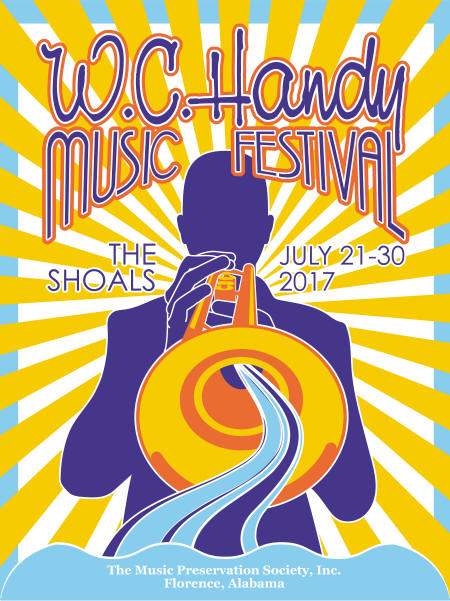 W.C. Handy
MUSIC FESTIVAL
THE SHOALS
JULY 21-30
2017
The Music Preservation Society, Inc.
Florence, Alabama